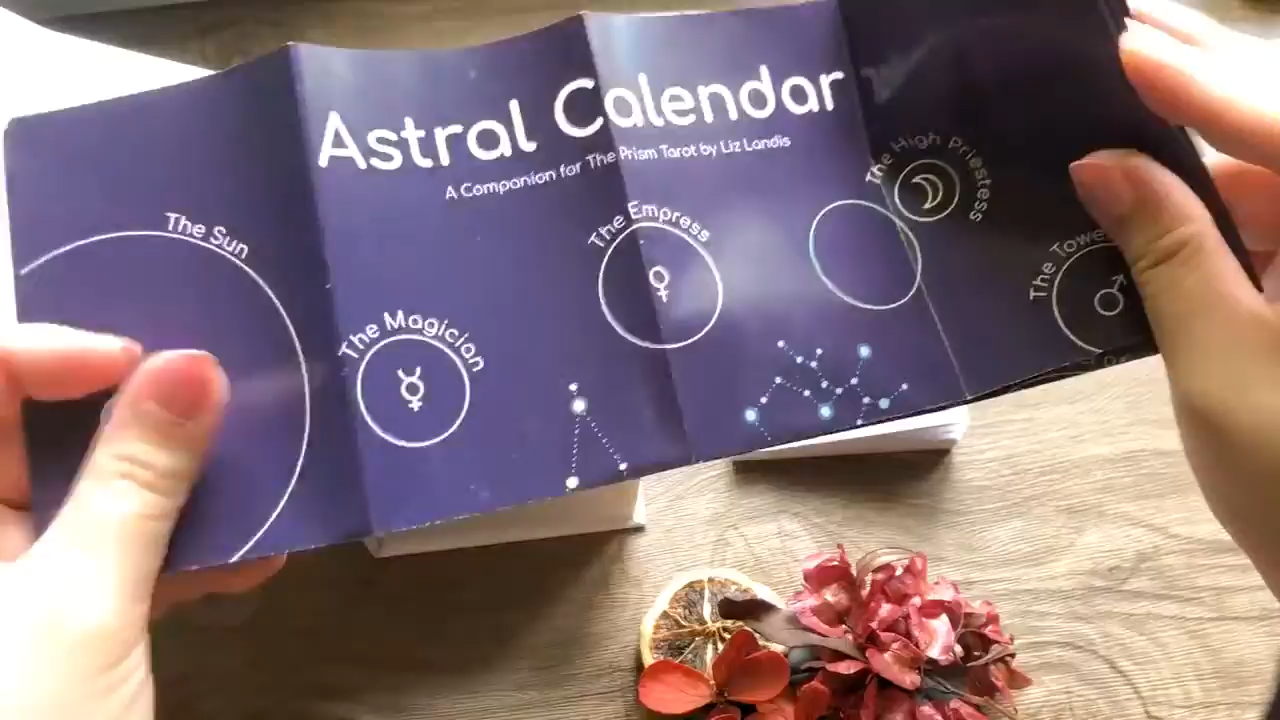 Astral Calendar
A Companion for The Prism Tarot by Liz Landis
The Sun
The Magician
The Empress
The High Priestess
The